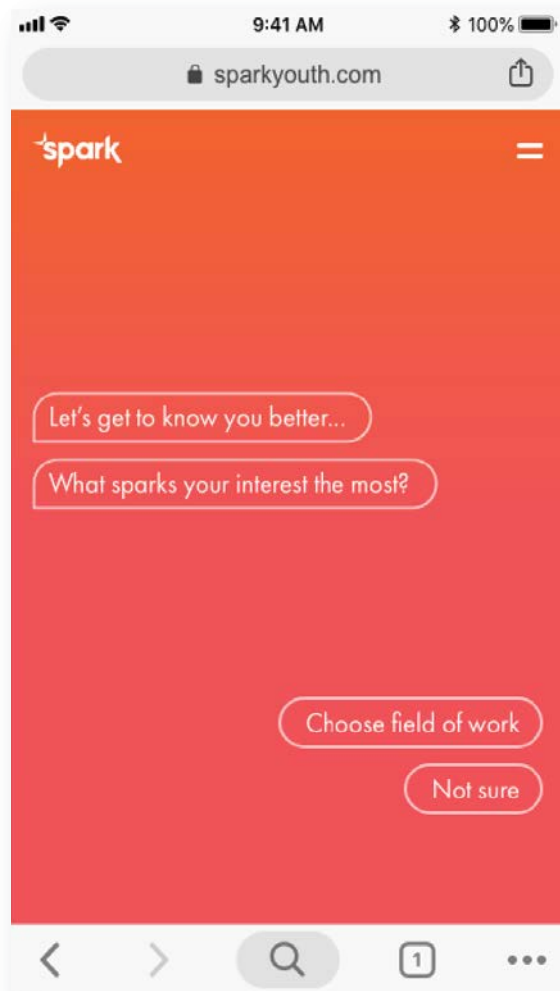 9:41 AM 100%
sparkyouth.com
spark
Let's get to know you better...
What sparks your interest the most?
Choose field of work
Not sure
1